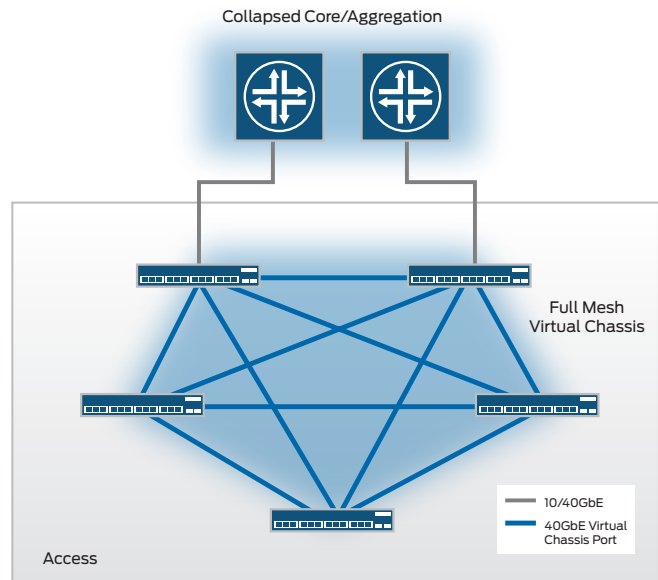 Collapsed Core/Aggregation
Full Mesh
Virtual Chassis
10/40GbE
40GbE Virtual
Chassis Port
Access